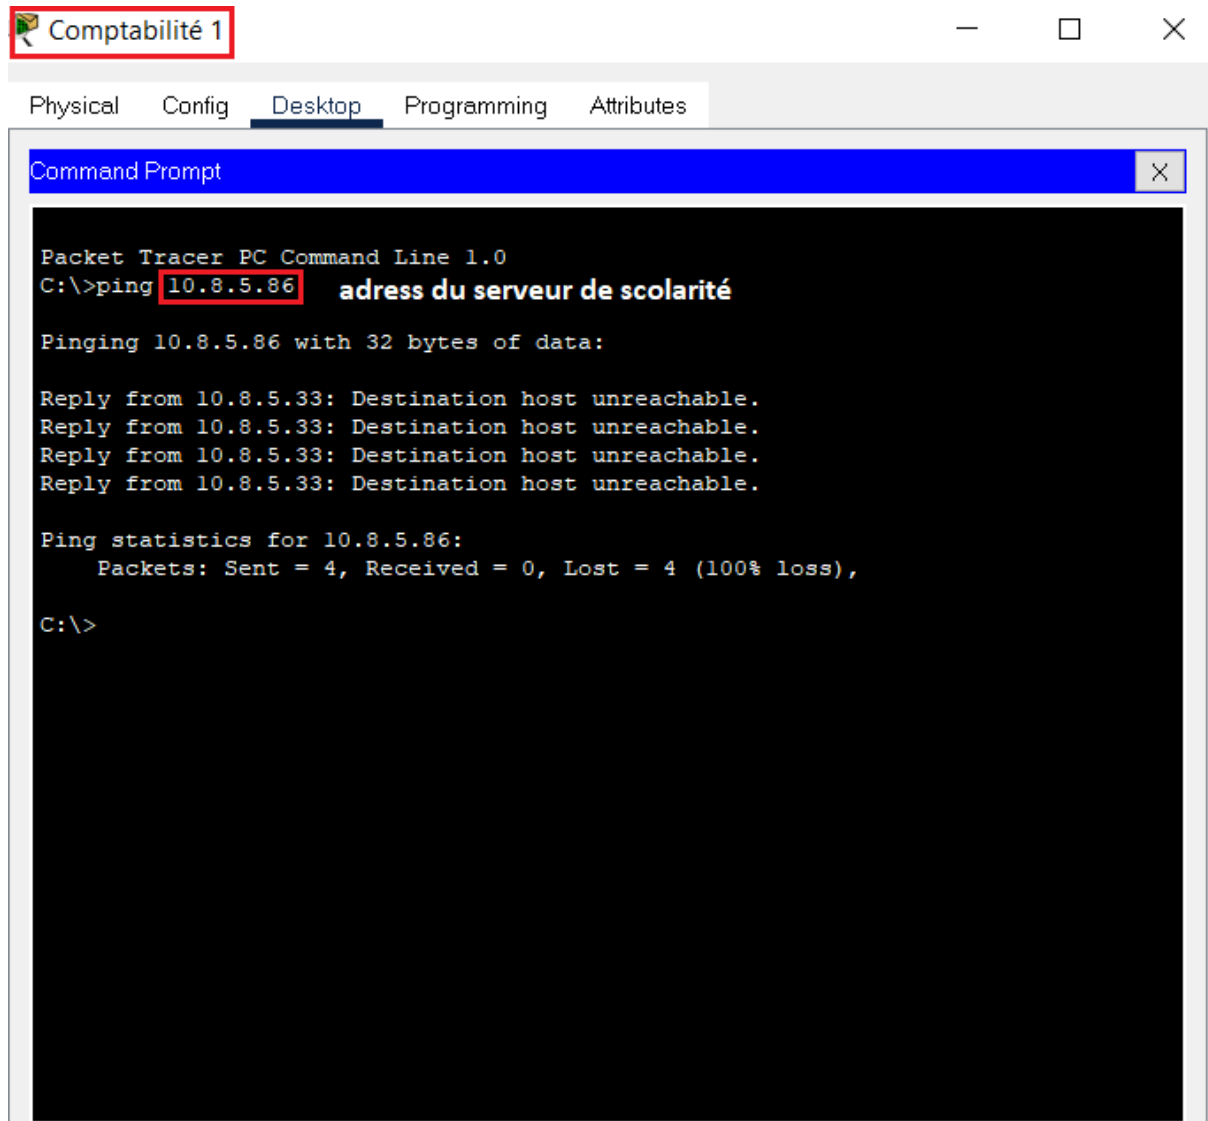 Comptabilité 1
Physical Config Desktop Programming Attributes
Command Prompt X
Packet Tracer PC Command Line 1.0
C:\>ping 10.8.5.86 adress du serveur de scolarité
Pinging 10.8.5.86 with 32 bytes of data:
Reply from 10.8.5.33: Destination host unreachable.
Reply from 10.8.5.33: Destination host unreachable.
Reply from 10.8.5.33: Destination host unreachable.
Reply from 10.8.5.33: Destination host unreachable.
Ping statistics for 10.8.5.86:
Packets: Sent = 4, Received = 0, Lost = 4 (100% loss),
C:\>